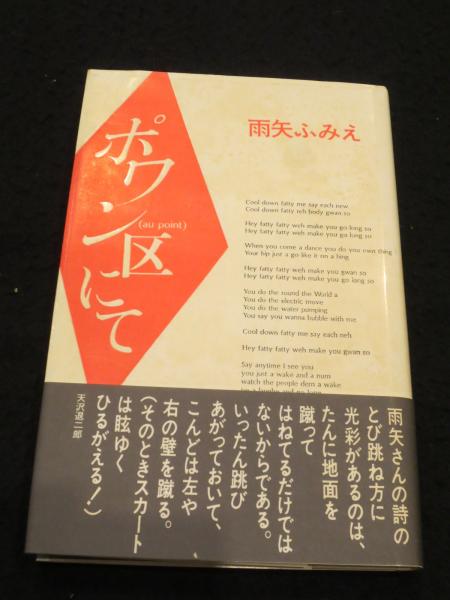 雨矢ふみえ
ポワン区にて
(au point)
Cool down fatty me say each new
Cool down fatty reh body gwan so
Hey fatty fatty weh make you go long so
Hey fatty fatty weh make you ga long so
When you come a dance you do you own thing
Your hip just a go like it on a hing
Hey fatty fatty weh make you gwan so
Hey fatty fatty weh make you go long so
You do the sound the World a
You do the electric move
You do the water pumping
You say you wanna bubble with me
Cool down fatty me say each neh
Hey fatty fatty weh make you gwan so
Say anytime I see you
you just a wake and a num
watch the people dem a wake
雨矢さんの詩の
とび跳ね方に
光彩があるのは、
たんに地面を
蹴って
はねてるだけでは
ないからである。
いったん跳び
あがっておいて、
こんどは左や
右の壁を蹴る。
（そのときスカート
は眩ゆく
ひるがえる！）
天沢退二郎